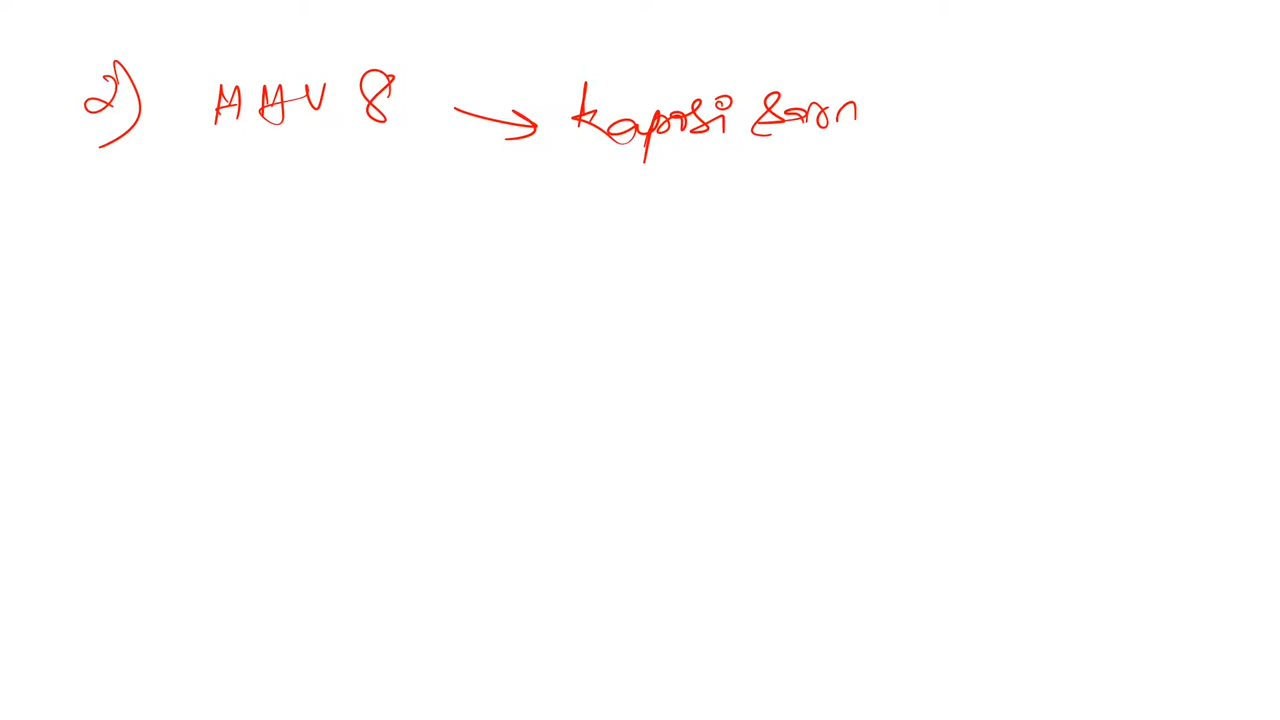 2) HHV 8 → Kaposi Sarc